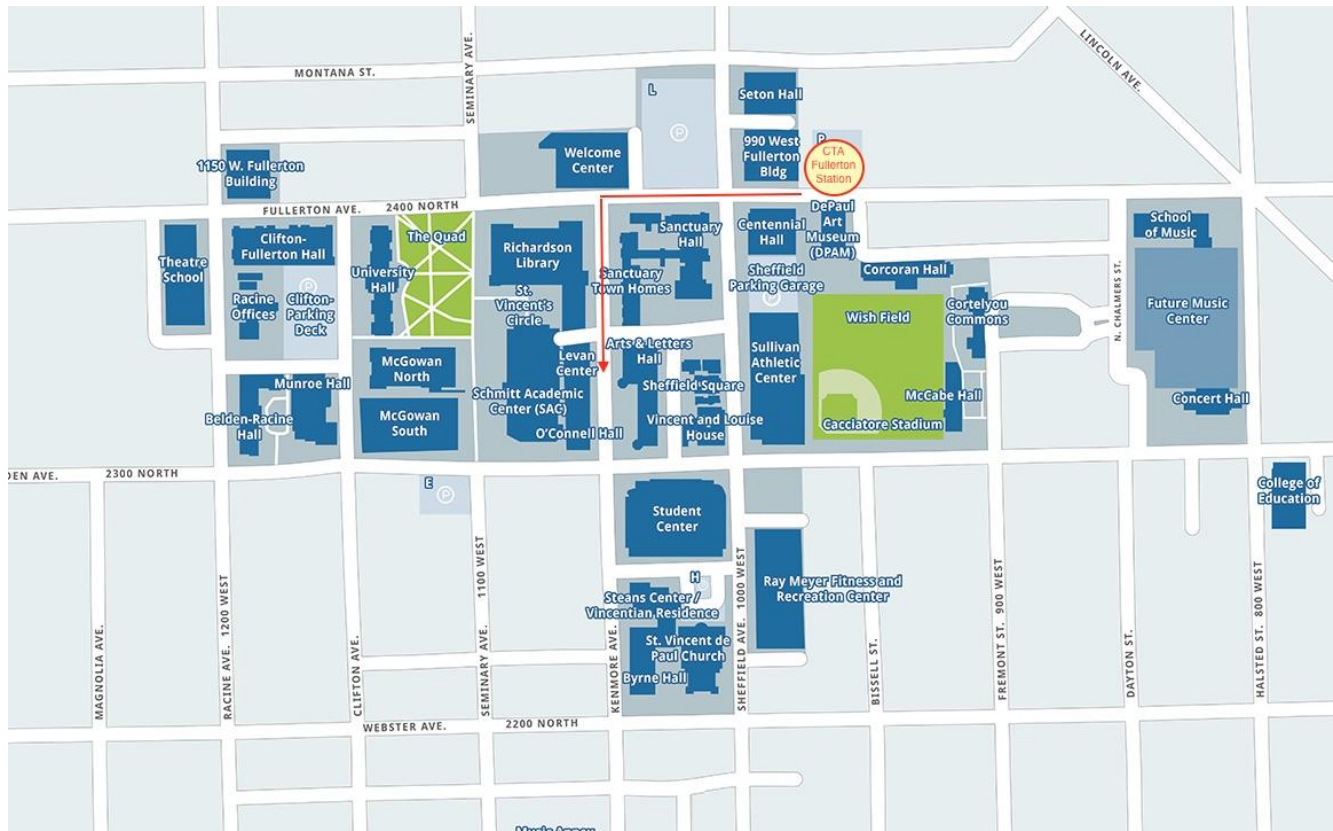 MONTANA ST.
SEMINARY AVE.
LINCOLN AVE.
L
P
Seton Hall
990 West
Fullerton
Bldg
CTA
Fullerton
Station
Welcome
Center
1150 W. Fullerton
Building
FULLERTON AVE.
2400 NORTH
Theatre
School
Clifton-
Fullerton Hall
University
Hall
The Quad
Richardson
Library
Sanctuary
Hall
Centennial
Hall
DePaul
Art
Museum
(DPAM)
School
of Music
P
Racine
Offices
Clifton-
Parking
Deck
St.
Vincent's
Circle
Sanctuary
Town Homes
Sheffield
Parking Garage
P
Corcoran Hall
Cortelyou
Commons
N. CHALMERS ST.
Future Music
Center
Wish Field
McGowan
North
Levan
Center
Arts & Letters
Hall
Sullivan
Athletic
Center
Munroe Hall
Sheffield Square
Schmitt Academic
Center (SAC)
McCabe Hall
Concert Hall
Belden-Racine
Hall
McGowan
South
O'Connell Hall
Vincent and Louise
House
Cacciatore Stadium
DEN AVE.
2300 NORTH
E
P
Student
Center
College of
Education
H
Steans Center /
Vincentian Residence
Ray Meyer Fitness and
Recreation Center
St. Vincent de
Paul Church
Byrne Hall
MAGNOLIA AVE.
RACINE AVE. 1200 WEST
CLIFTON AVE.
SEMINARY AVE. 1100 WEST
KENMORE AVE.
SHEFFIELD AVE. 1000 WEST
BISSELL ST.
FREMONT ST. 900 WEST
DAYTON ST.
HALSTED ST. 800 WEST
WEBSTER AVE.
2200 NORTH